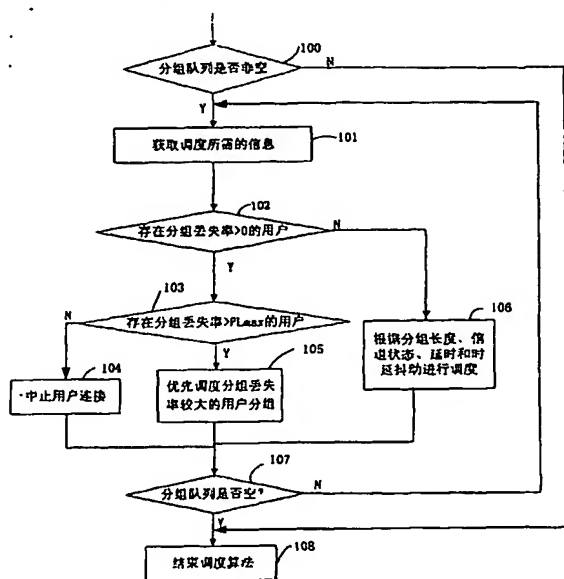 100
分组队列是否非空
N
Y
获取调度所需的信息
101
102
存在分组丢失率>0的用户
N
Y
103
存在分组丢失率>PLmax的用户
N
Y
106
根据分组长度、信
道状态、延时和时
延抖动进行调度
104
中止用户连接
105
优先调度分组丢失
率较大的用户分组
107
分组队列是否空?
N
Y
结束调度算法
108